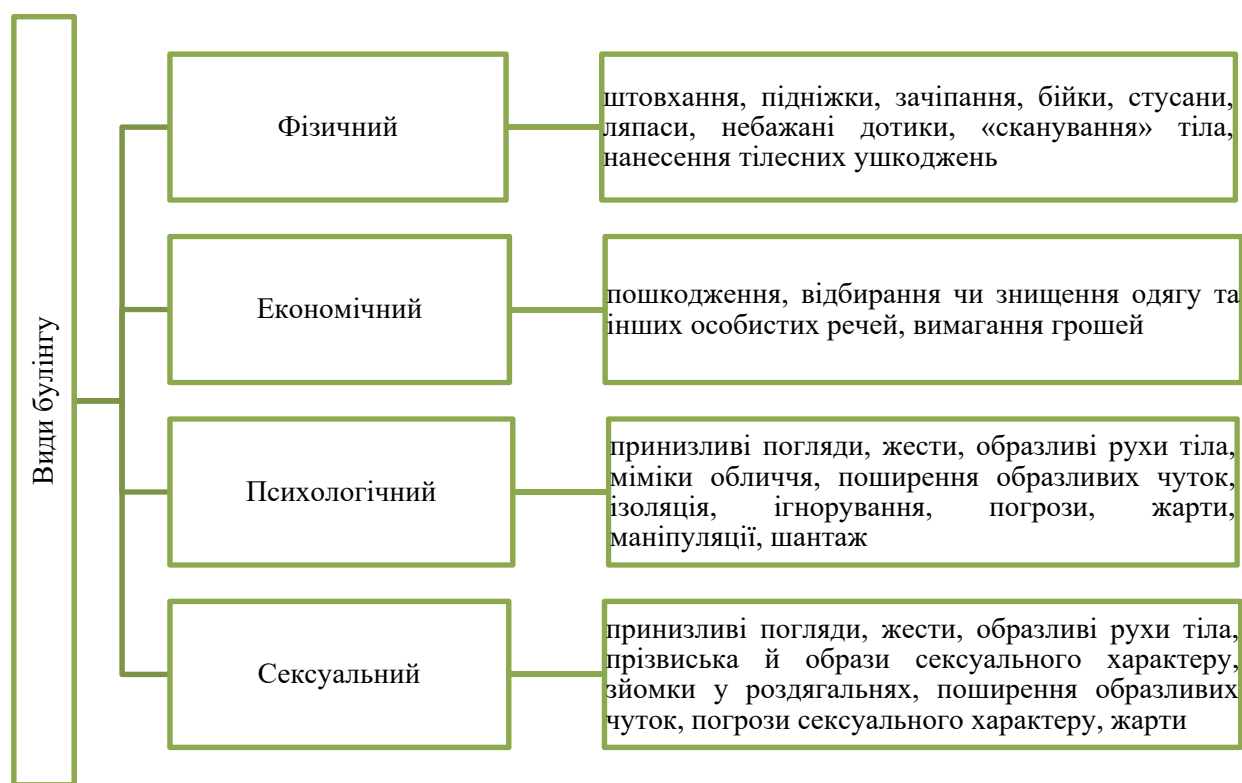 Види булінгу
Фізичний
штовхання, підніжки, зачіпання, бійки, стусани,
ляпаси, небажані дотики, «сканування» тіла,
нанесення тілесних ушкоджень
Економічний
пошкодження, відбирання чи знищення одягу та
інших особистих речей, вимагання грошей
Психологічний
принизливі погляди, жести, образливі рухи тіла,
міміки обличчя, поширення образливих чуток,
ізоляція, ігнорування, погрози, жарти,
маніпуляції, шантаж
Сексуальний
принизливі погляди, жести, образливі рухи тіла,
прізвиська й образи сексуального характеру,
зйомки у роздягальнях, поширення образливих
чуток, погрози сексуального характеру, жарти